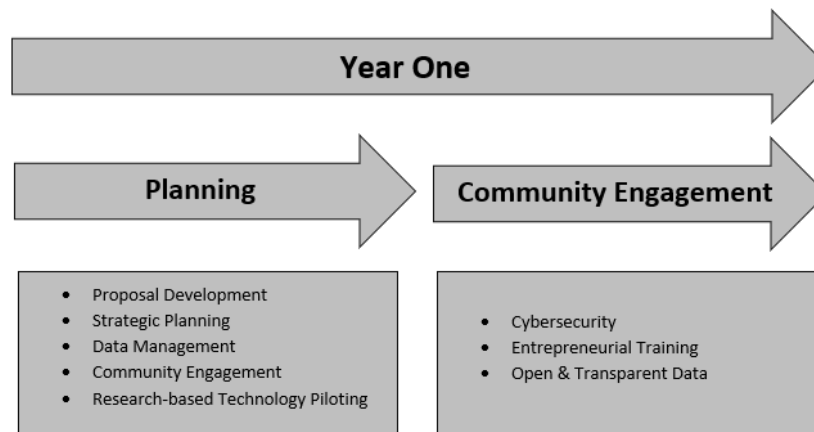 Year One
Planning
Community Engagement
• Proposal Development
• Strategic Planning
• Data Management
• Community Engagement
• Research-based Technology Piloting
• Cybersecurity
• Entrepreneurial Training
• Open & Transparent Data